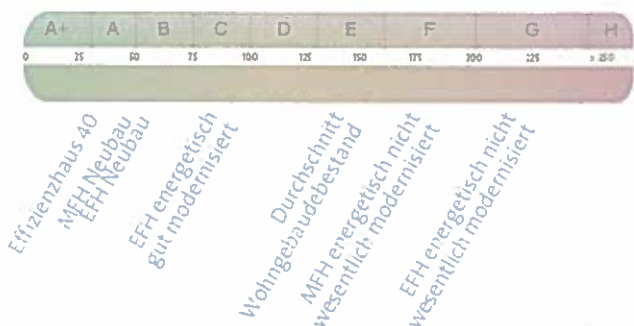 A+ A B C D E F G H
0 25 50 75 100 125 150 175 200 225 > 250
Effizienzhaus 40
MFH Neubau
EFH Neubau
EFH energetisch
gut modernisiert
Durchschnitt
Wohngebäudebestand
MFH energetisch nicht
wesentlich modernisiert
EFH energetisch nicht
wesentlich modernisiert